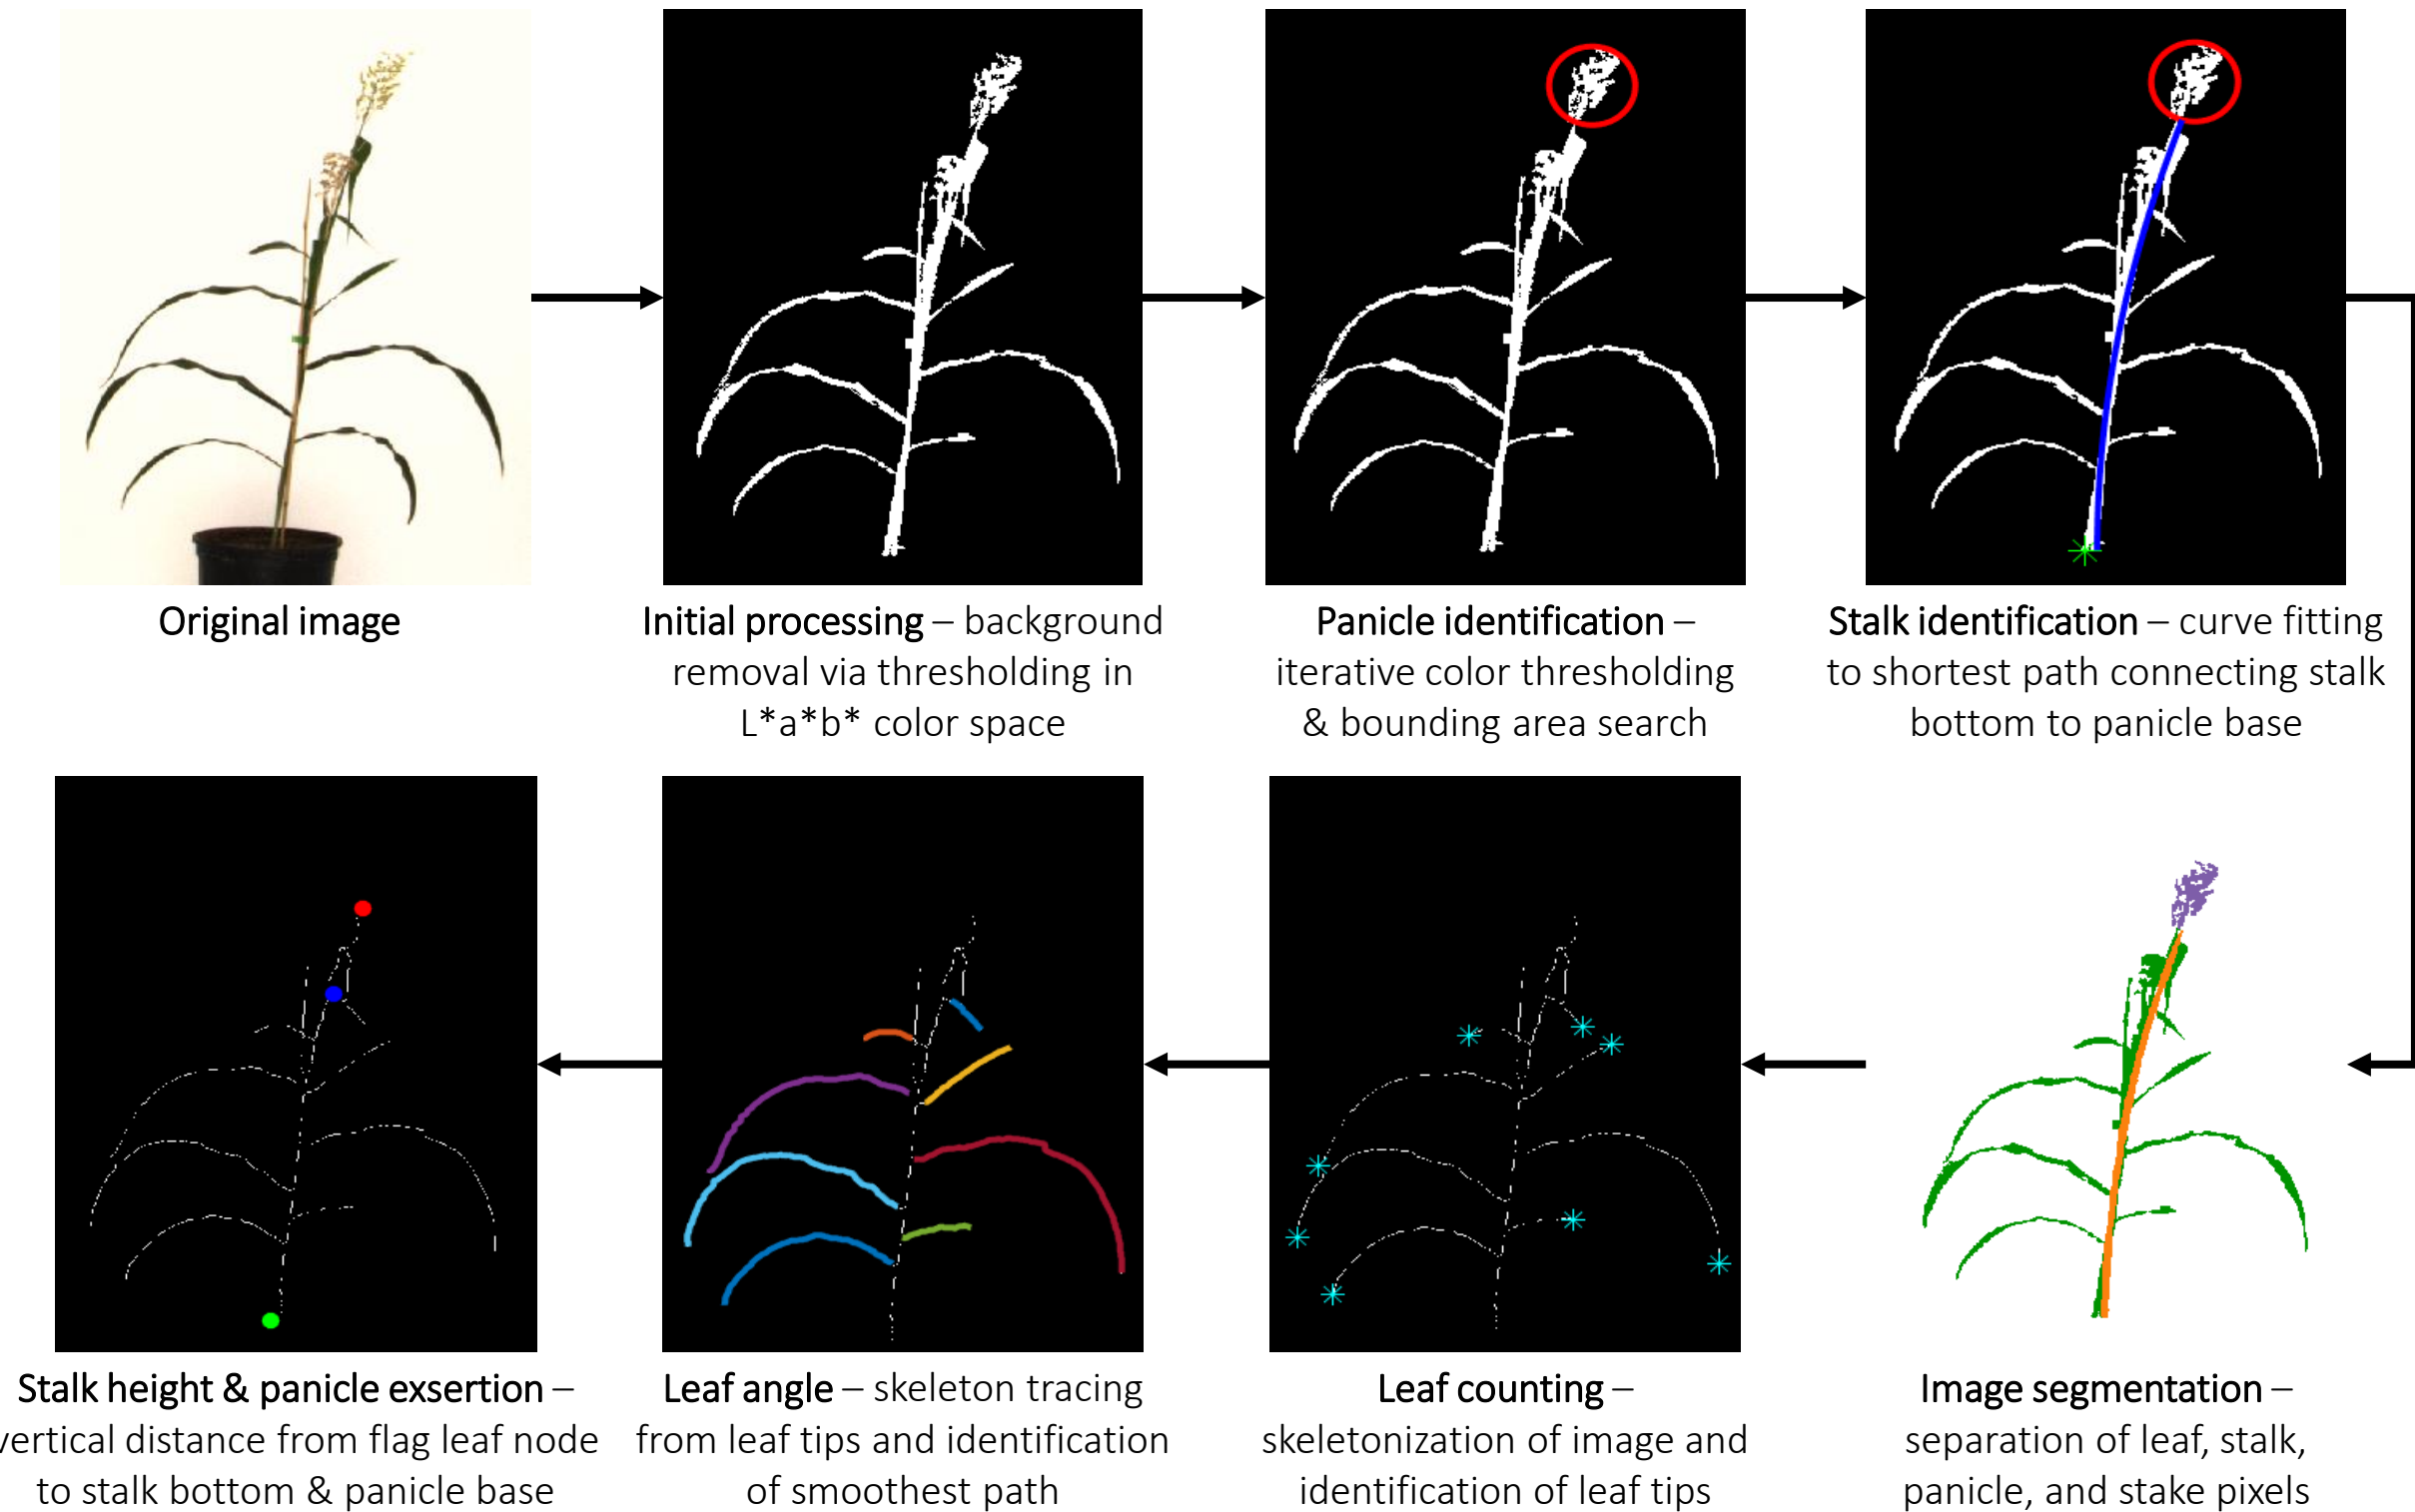 Original image
Initial processing – background
removal via thresholding in
L*a*b* color space
Panicle identification –
iterative color thresholding
& bounding area search
Stalk identification – curve fitting
to shortest path connecting stalk
bottom to panicle base
Stalk height & panicle exsertion –
vertical distance from flag leaf node
to stalk bottom & panicle base
Leaf angle – skeleton tracing
from leaf tips and identification
of smoothest path
Leaf counting –
skeletonization of image and
identification of leaf tips
Image segmentation –
separation of leaf, stalk,
panicle, and stake pixels